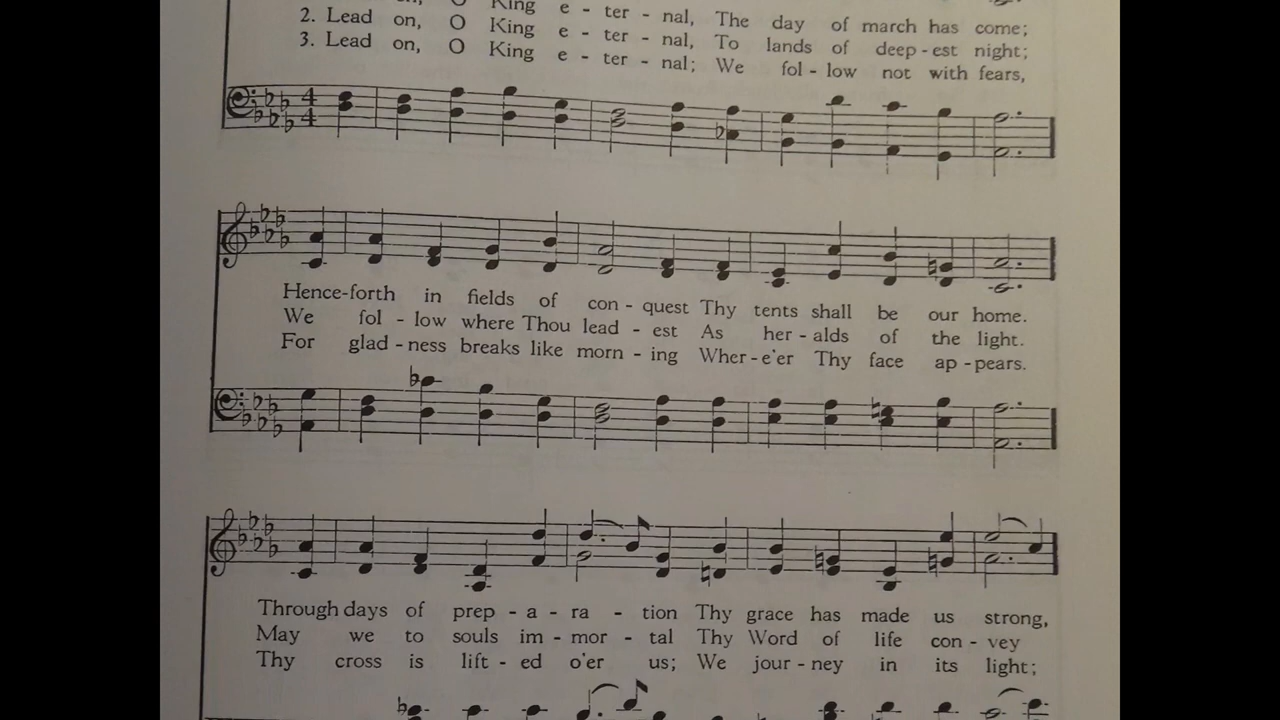 on, O King e - ter - nal, The day of march has come;
2. Lead on, O King e - ter - nal, To lands of deep - est night;
3. Lead on, O King e - ter - nal; We fol - low not with fears,
4 4
Hence-forth in fields of con - quest Thy tents shall be our home.
We fol - low where Thou lead - est As her - alds of the light.
For glad - ness breaks like morn - ing Wher - e'er Thy face ap - pears.
Through days of prep - a - ra - tion Thy grace has made us strong,
May we to souls im - mor - tal Thy Word of life con - vey
Thy cross is lift - ed o'er us; We jour - ney in its light;